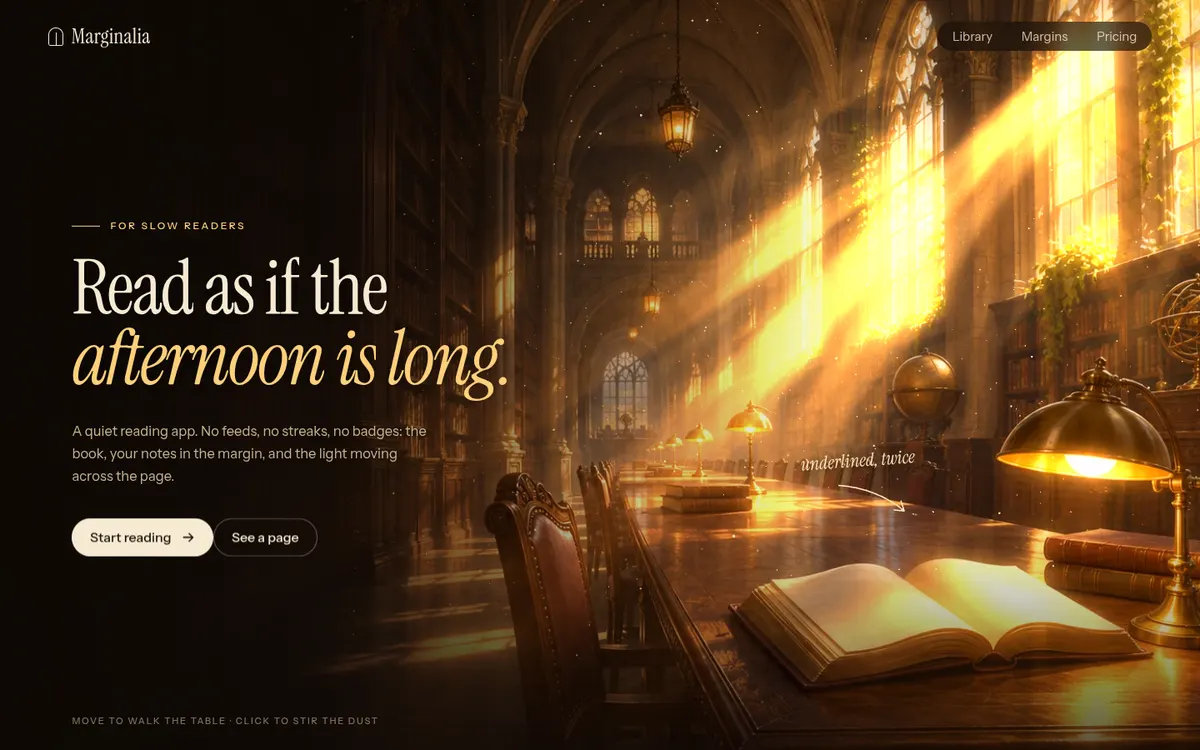 Marginalia
Library Margins Pricing
FOR SLOW READERS
Read as if the
afternoon is long.
A quiet reading app. No feeds, no streaks, no badges: the
book, your notes in the margin, and the light moving
across the page.
Start reading → See a page
underlined, twice
MOVE TO WALK THE TABLE · CLICK TO STIR THE DUST